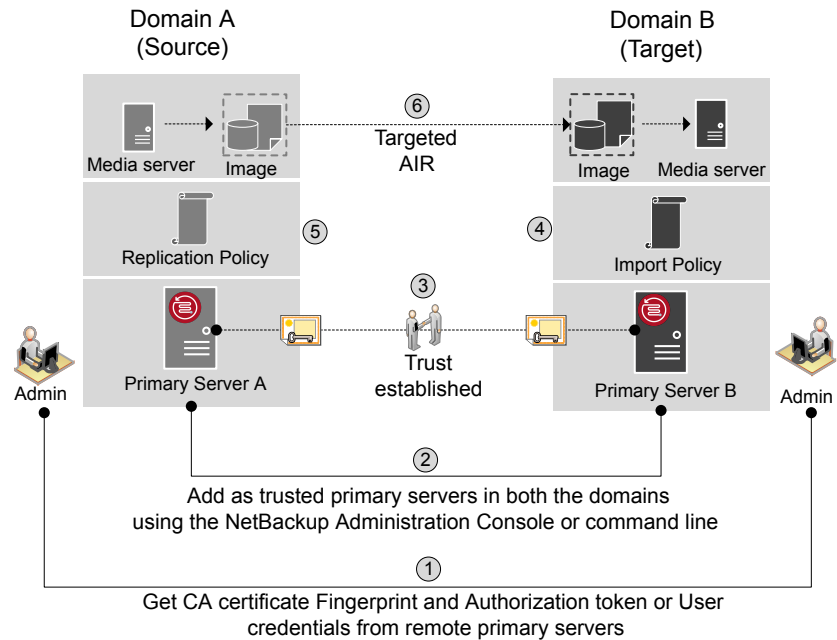 Domain A
(Source)
Domain B
(Target)
6
Targeted
AIR
Media server
Image
Image
Media server
5
4
Replication Policy
Import Policy
3
Trust
established
Primary Server A
Primary Server B
Admin
Admin
2
Add as trusted primary servers in both the domains
using the NetBackup Administration Console or command line
1
Get CA certificate Fingerprint and Authorization token or User
credentials from remote primary servers